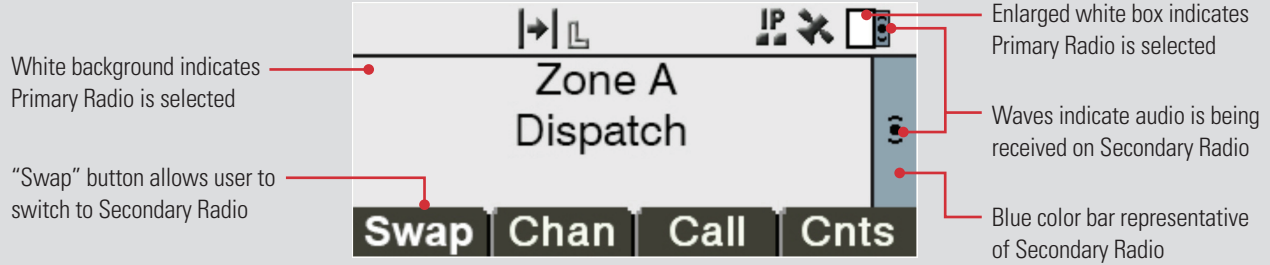 Enlarged white box indicates
Primary Radio is selected
IP
White background indicates
Primary Radio is selected
Zone A
Dispatch
Waves indicate audio is being
received on Secondary Radio
"Swap" button allows user to
switch to Secondary Radio
Swap
Chan
Call
Cnts
Blue color bar representative
of Secondary Radio